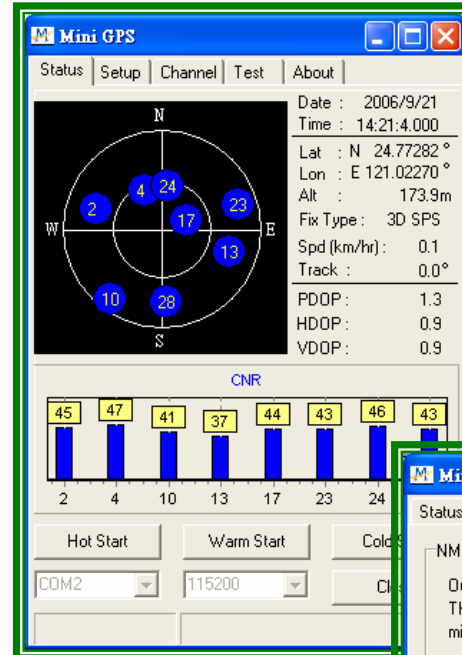 Mini GPS
Status Setup Channel Test About
N
W
E
S
2
4
24
17
23
13
10
28
Date : 2006/9/21
Time : 14:21:4.000
Lat : N 24.77282 °
Lon : E 121.02270 °
Alt : 173.9m
Fix Type : 3D SPS
Spd (km/hr) : 0.1
Track : 0.0°
PDOP : 1.3
HDOP : 0.9
VDOP : 0.9
CNR
45 47 41 37 44 43 46 43
2 4 10 13 17 23 24
Hot Start Warm Start Cold
COM2 115200
Status